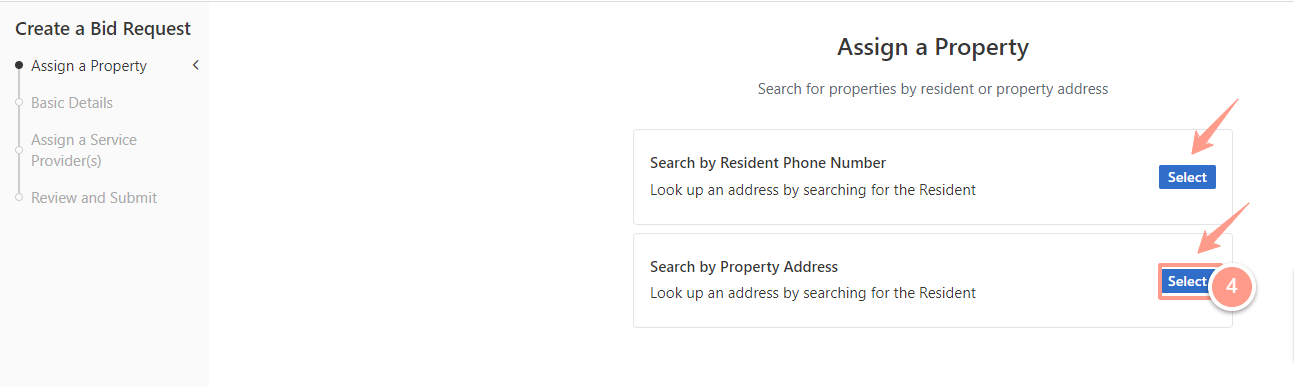 Create a Bid Request
Assign a Property
Basic Details
Assign a Service
Provider(s)
Review and Submit
Assign a Property
Search for properties by resident or property address
Search by Resident Phone Number
Look up an address by searching for the Resident
Select
Search by Property Address
Look up an address by searching for the Resident
Select
4